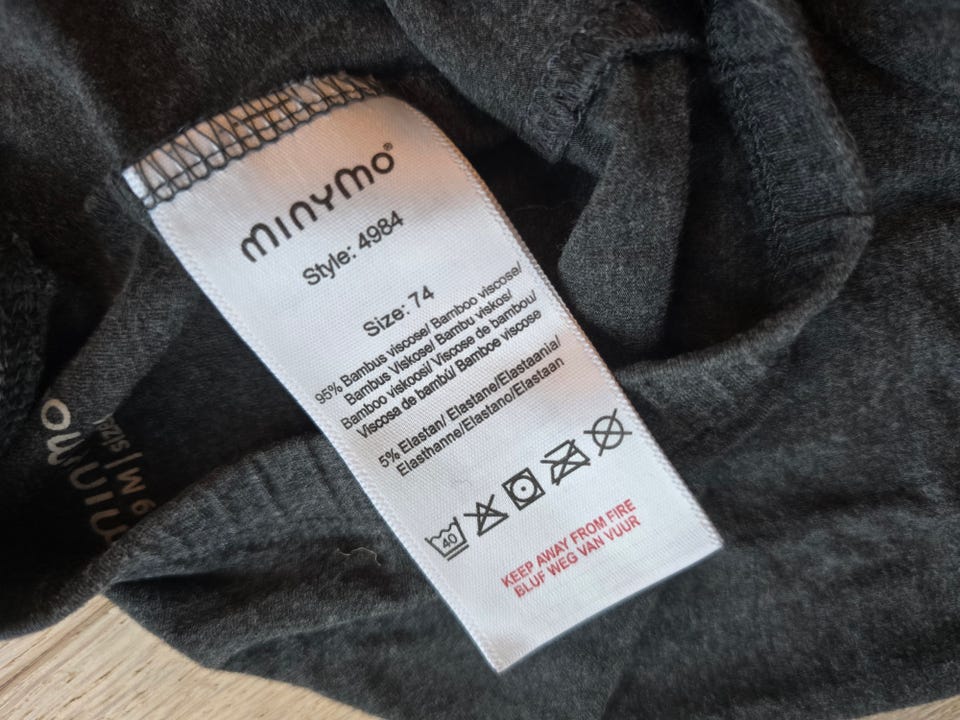 minymo®
Style: 4984
Size: 74
95% Bambus viscose/ Bamboo viscose/
Bambus Viskose/ Bambu viskos/
Bamboo viskoosi/ Viscose de bambou/
Viscosa de bambú/ Bamboe viscose
5% Elastan/ Elastane/Elastaania/
Elasthanne/Elastano/Elastaan
40
KEEP AWAY FROM FIRE
BLIJF WEG VAN VUUR
9 M | size